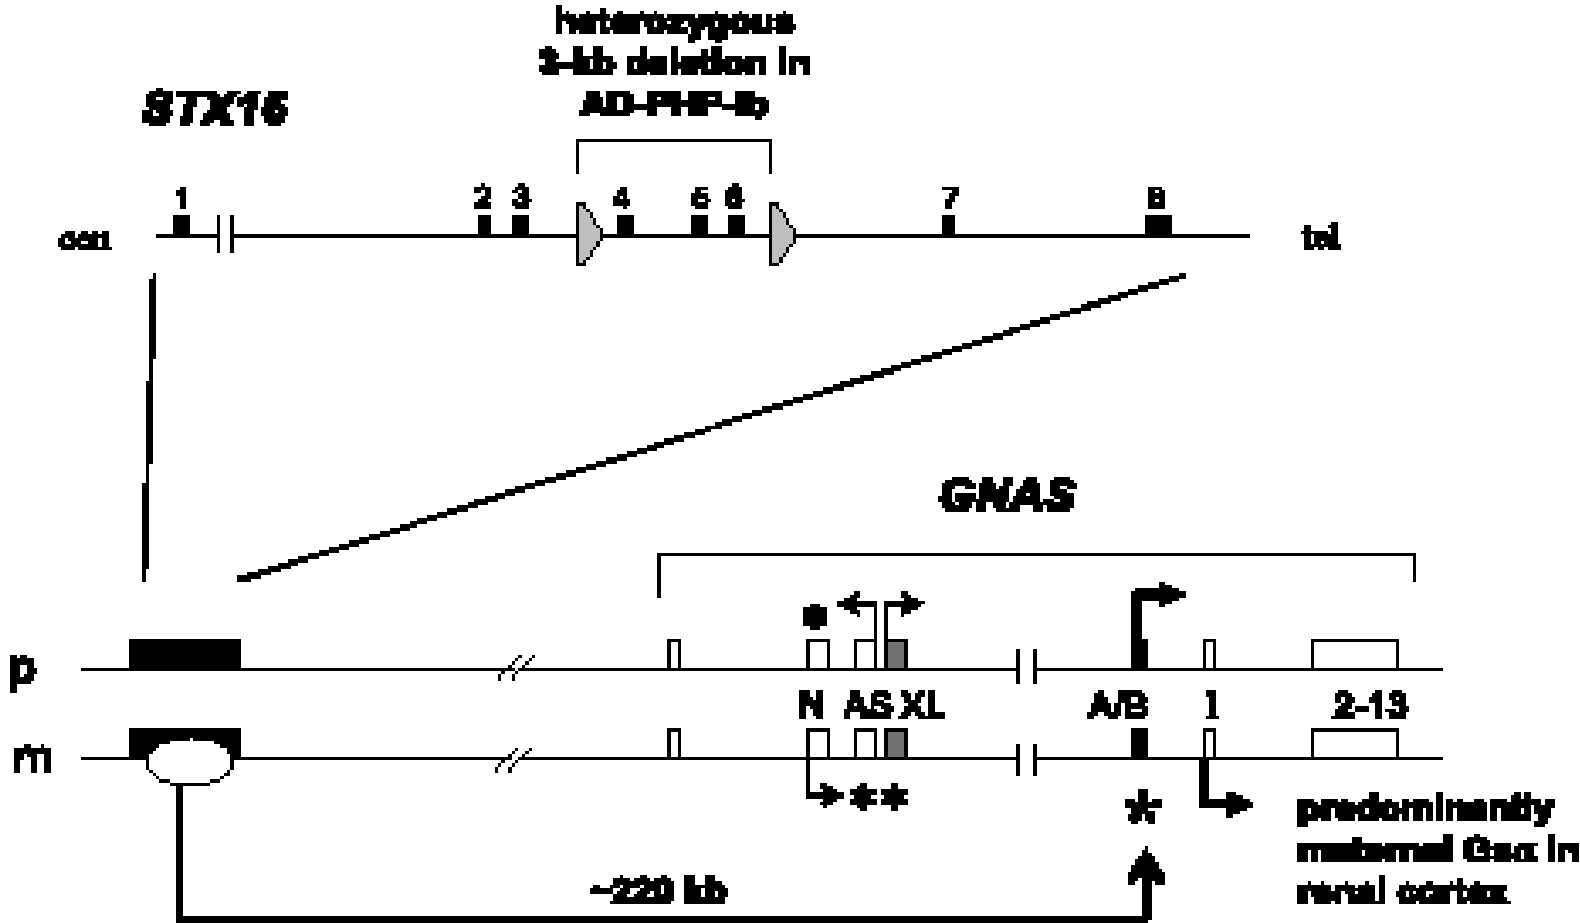 heterozygous
3-kb deletion in
AD-PHP-Ib
STX16
1 2 3 4 5 6 7 8
cen tel
GNAS
p
N AS XL A/B 1 2-13
m
* * *
predominantly
maternal Gsα in
renal cortex
~220 kb